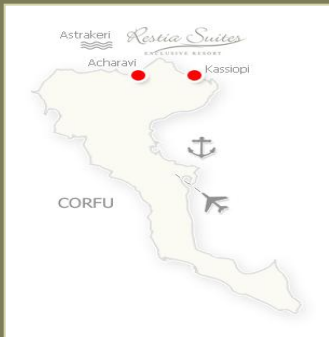 Astrakeri
Restia Suites
EXCLUSIVE RESORT
Acharavi
Kassiopi
CORFU